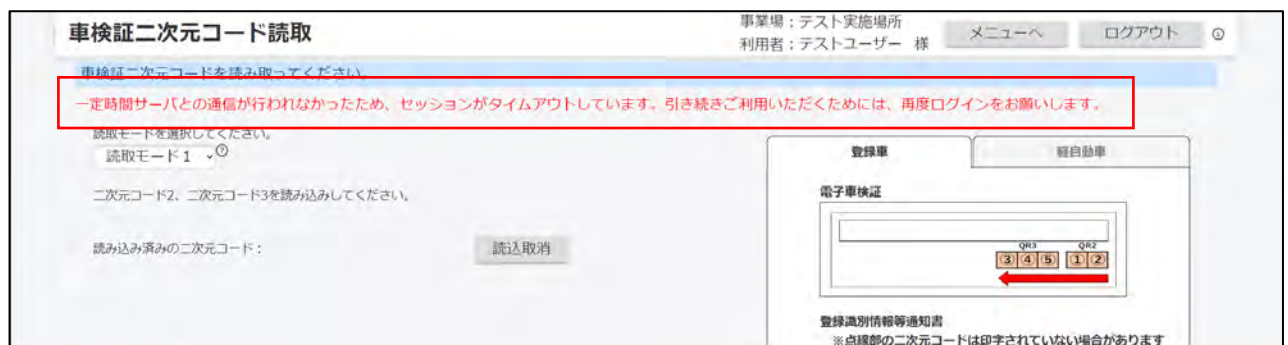 車検証二次元コード読取
事業場：テスト実施場所
利用者：テストユーザー 様
メニューへ
ログアウト
車検証二次元コードを読み取ってください。
一定時間サーバとの通信が行われなかったため、セッションがタイムアウトしています。引き続きご利用いただくためには、再度ログインをお願いします。
読取モードを選択してください。
読取モード１
二次元コード2、二次元コード3を読み込みしてください。
読み込み済みの二次元コード：
読込取消
登録車
軽自動車
電子車検証
QR3 QR2
③④⑤ ①②
登録識別情報等通知書
※点線部の二次元コードは印字されていない場合があります